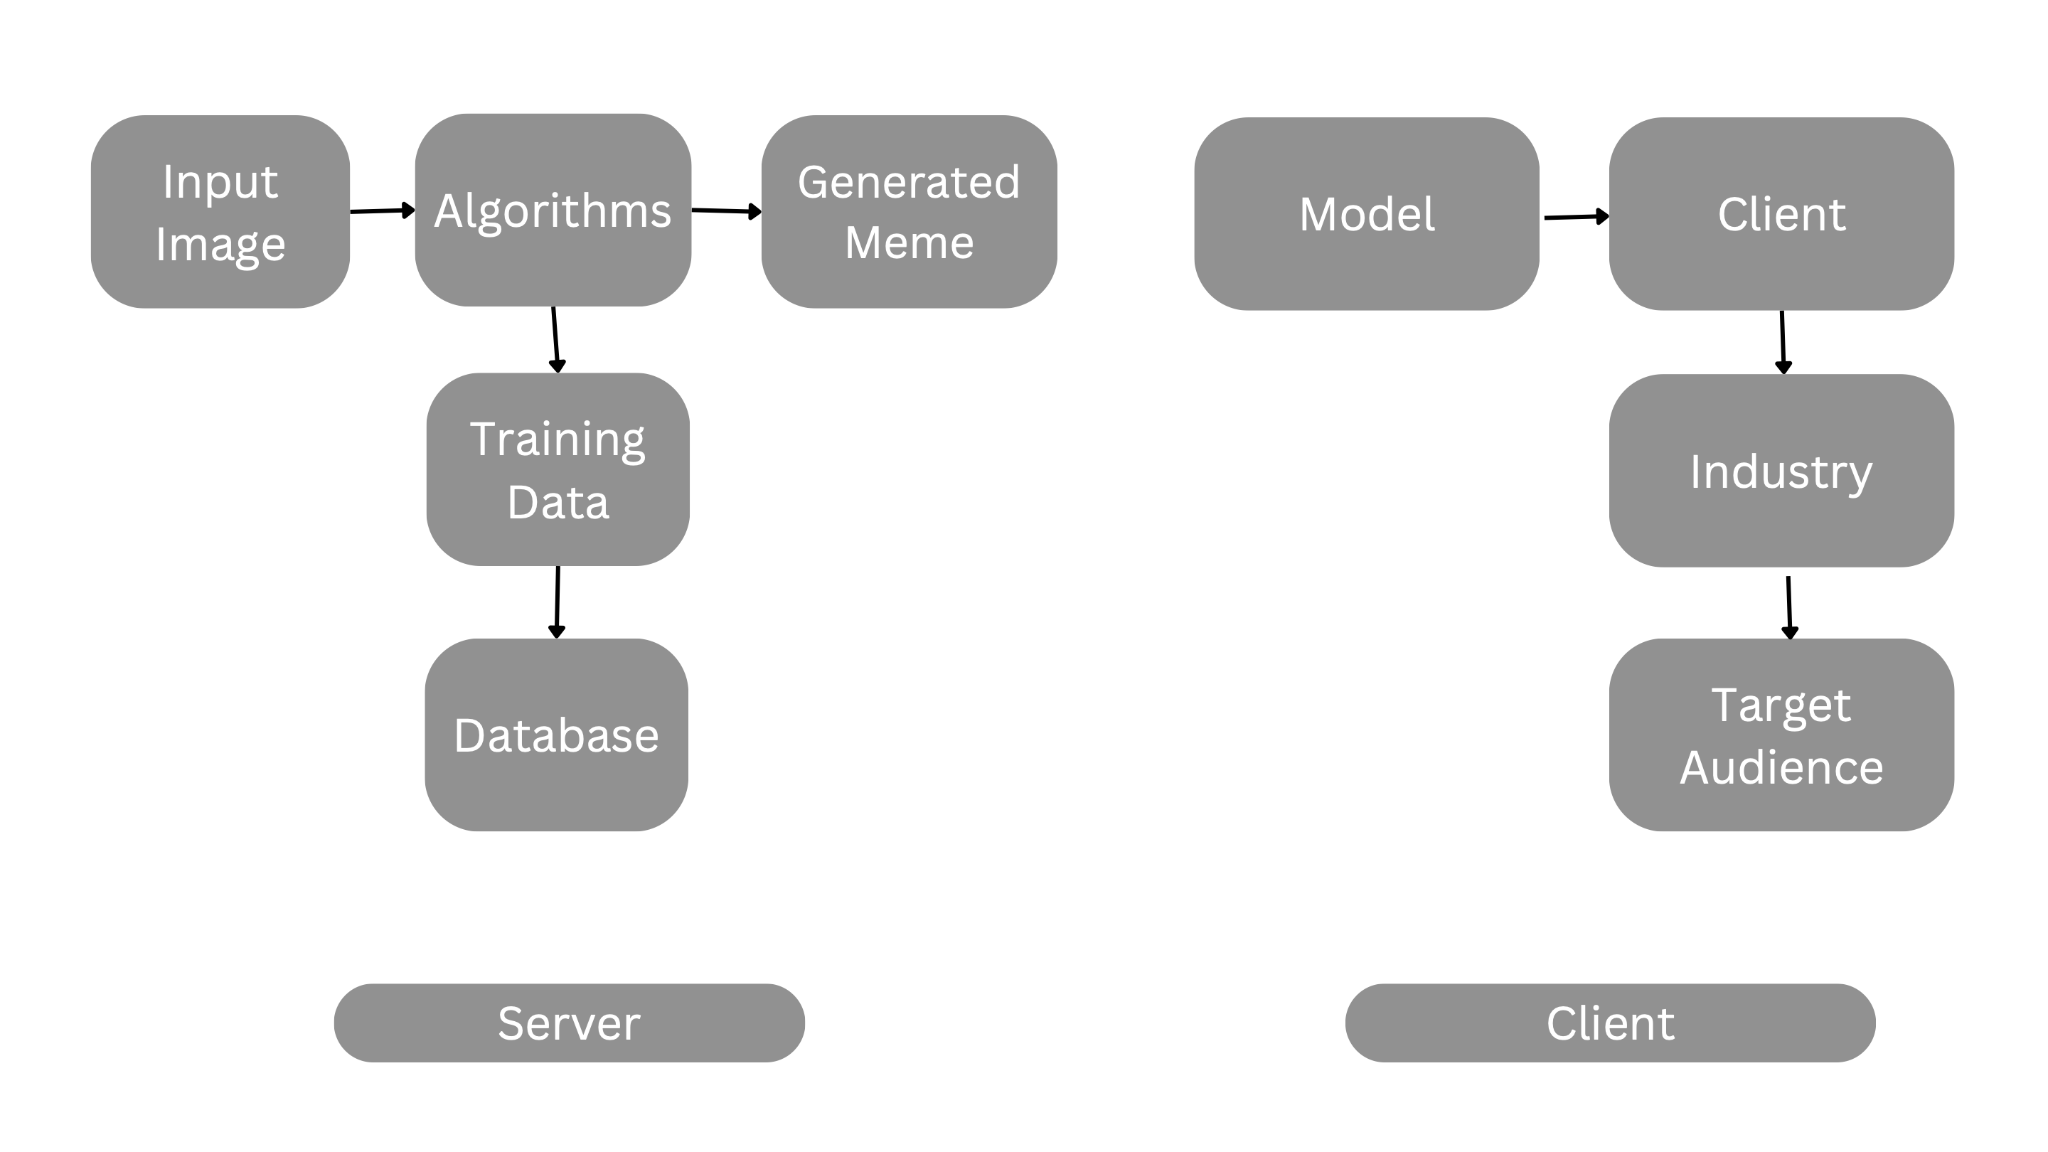 Input
Image
Algorithms
Generated
Meme
Training
Data
Database
Server
Model
Client
Industry
Target
Audience
Client